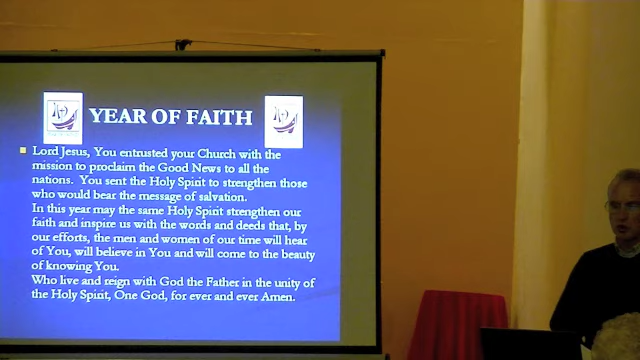 YEAR OF FAITH
Lord Jesus, You entrusted your Church with the
mission to proclaim the Good News to all the
nations. You sent the Holy Spirit to strengthen those
who would bear the message of salvation.
In this year may the same Holy Spirit strengthen our
faith and inspire us with the words and deeds that, by
our efforts, the men and women of our time will hear
of You, will believe in You and will come to the beauty
of knowing You.
Who live and reign with God the Father in the unity of
the Holy Spirit, One God, for ever and ever Amen.